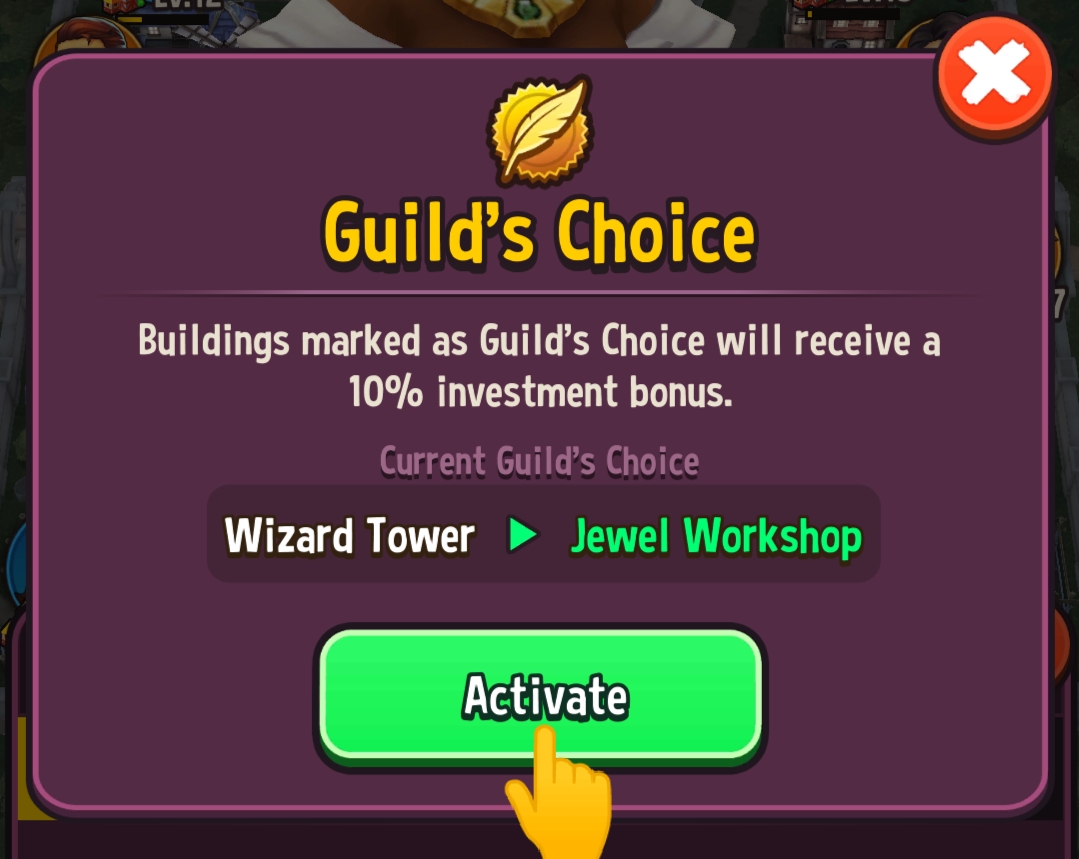 Guild's Choice
Buildings marked as Guild's Choice will receive a
10% investment bonus.
Current Guild's Choice
Wizard Tower ▶ Jewel Workshop
Activate